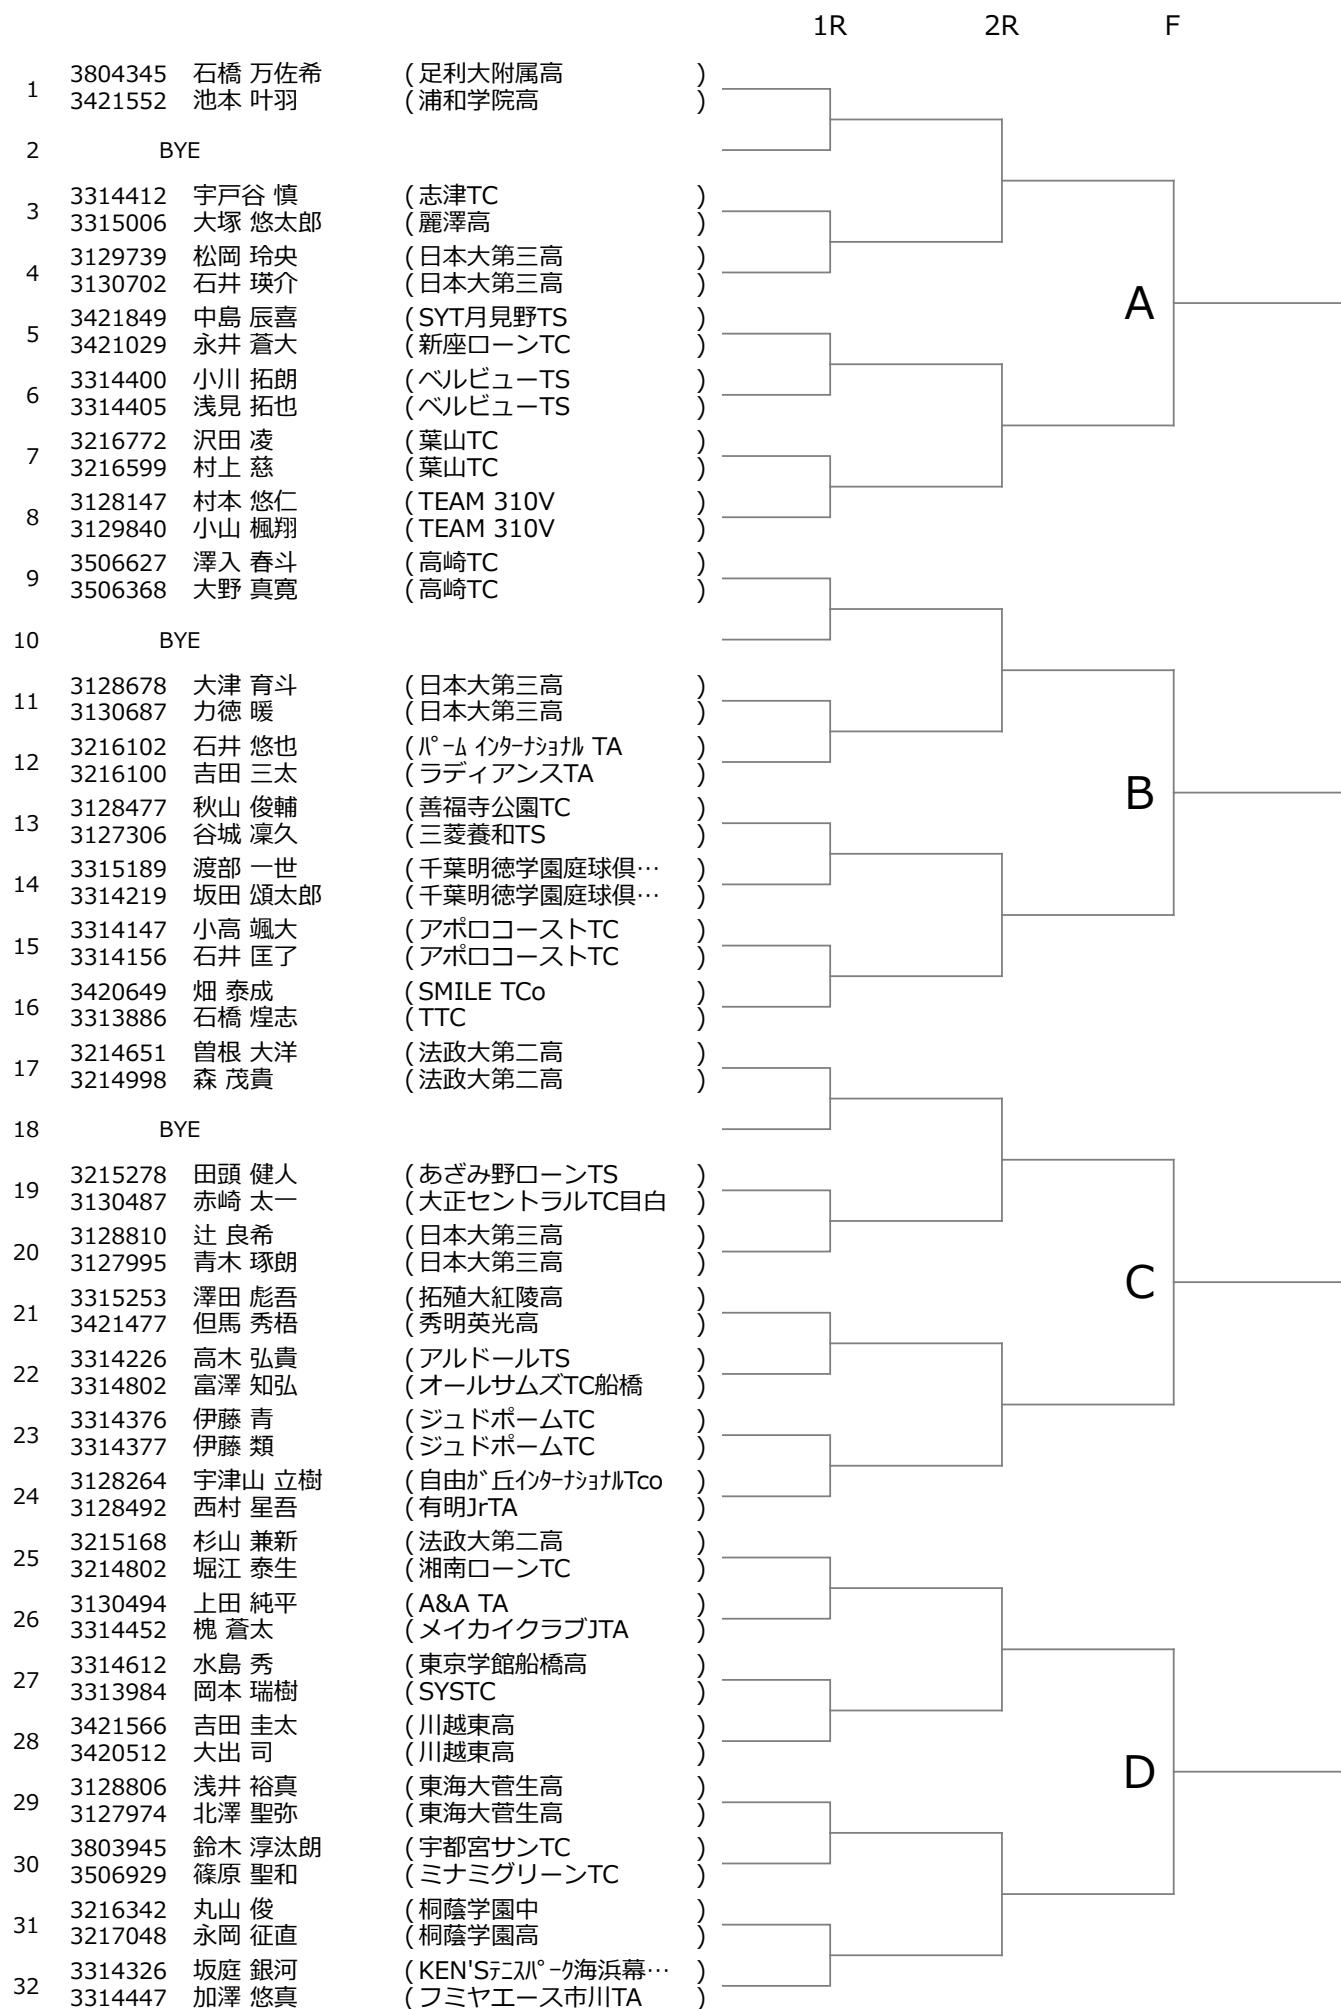 1R 2R F
3804345 石橋 万佐希 ( 足利大附属高 )
1
3421552 池本 叶羽 ( 浦和学院高 )
2 BYE
3314412 宇戸谷 慎 ( 志津TC )
3
3315006 大塚 悠太郎 ( 麗澤高 )
3129739 松岡 玲央 ( 日本大第三高 )
4
3130702 石井 瑛介 ( 日本大第三高 )
A
3421849 中島 辰喜 ( SYT月見野TS )
5
3421029 永井 蒼大 ( 新座ローンTC )
3314400 小川 拓朗 ( ベルビューTS )
6
3314405 浅見 拓也 ( ベルビューTS )
3216772 沢田 凌 ( 葉山TC )
7
3216599 村上 慈 ( 葉山TC )
3128147 村本 悠仁 ( TEAM 310V )
8
3129840 小山 楓翔 ( TEAM 310V )
3506627 澤入 春斗 ( 高崎TC )
9
3506368 大野 真寛 ( 高崎TC )
10 BYE
3128678 大津 育斗 ( 日本大第三高 )
11
3130687 力徳 暖 ( 日本大第三高 )
3216102 石井 悠也 ( ﾊﾟｰﾑ ｲﾝﾀｰﾅｼｮﾅﾙ TA )
12
3216100 吉田 三太 ( ラディアンスTA )
B
3128477 秋山 俊輔 ( 善福寺公園TC )
13
3127306 谷城 凜久 ( 三菱養和TS )
3315189 渡部 一世 ( 千葉明徳学園庭球倶… )
14
3314219 坂田 頌太郎 ( 千葉明徳学園庭球倶… )
3314147 小高 颯大 ( アポロコーストTC )
15
3314156 石井 匡了 ( アポロコーストTC )
3420649 畑 泰成 ( SMILE TCo )
16
3313886 石橋 煌志 ( TTC )
3214651 曽根 大洋 ( 法政大第二高 )
17
3214998 森 茂貴 ( 法政大第二高 )
18 BYE
3215278 田頭 健人 ( あざみ野ローンTS )
19
3130487 赤崎 太一 ( 大正セントラルTC目白 )
3128810 辻 良希 ( 日本大第三高 )
20
3127995 青木 琢朗 ( 日本大第三高 )
C
3315253 澤田 彪吾 ( 拓殖大紅陵高 )
21
3421477 但馬 秀梧 ( 秀明英光高 )
3314226 高木 弘貴 ( アルドールTS )
22
3314802 富澤 知弘 ( オールサムズTC船橋 )
3314376 伊藤 青 ( ジュドポームTC )
23
3314377 伊藤 類 ( ジュドポームTC )
3128264 宇津山 立樹 ( 自由が丘ｲﾝﾀｰﾅｼｮﾅﾙTco )
24
3128492 西村 星吾 ( 有明JrTA )
3215168 杉山 兼新 ( 法政大第二高 )
25
3214802 堀江 泰生 ( 湘南ローンTC )
3130494 上田 純平 ( A&A TA )
26
3314452 槐 蒼太 ( メイカイクラブJTA )
3314612 水島 秀 ( 東京学館船橋高 )
27
3313984 岡本 瑞樹 ( SYSTC )
3421566 吉田 圭太 ( 川越東高 )
28
3420512 大出 司 ( 川越東高 )
D
3128806 浅井 裕真 ( 東海大菅生高 )
29
3127974 北澤 聖弥 ( 東海大菅生高 )
3803945 鈴木 淳汰朗 ( 宇都宮サンTC )
30
3506929 篠原 聖和 ( ミナミグリーンTC )
3216342 丸山 俊 ( 桐蔭学園中 )
31
3217048 永岡 征直 ( 桐蔭学園高 )
3314326 坂庭 銀河 ( KEN'Sﾃﾆｽﾊﾟｰｸ海浜幕… )
32
3314447 加澤 悠真 ( フミヤエース市川TA )